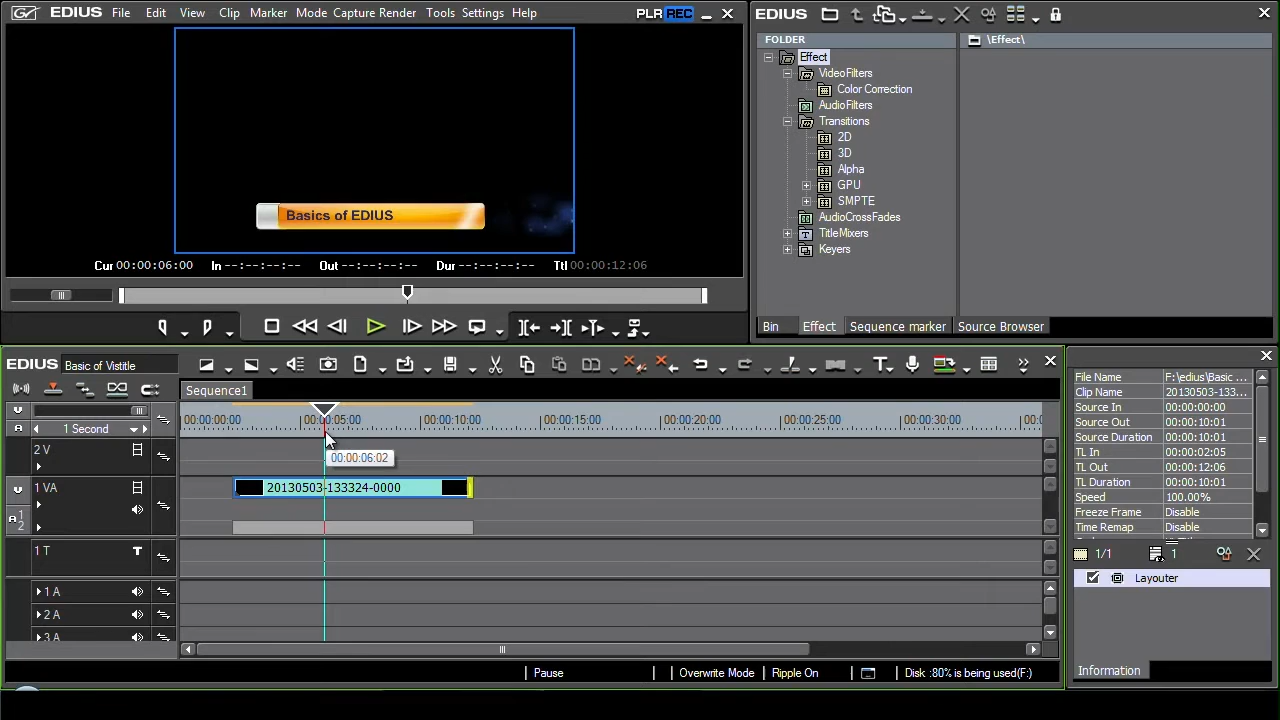 File Edit View Clip Marker Mode Capture Render Tools Settings Help
PLR REC
Basics of EDIUS
Cur 00:00:06:00 In --:--:--:-- Out --:--:--:-- Dur --:--:--:-- Ttl 00:00:12:06
EDIUS
FOLDER
\Effect\
Effect
VideoFilters
Color Correction
AudioFilters
Transitions
2D
3D
Alpha
GPU
SMPTE
AudioCrossFades
TitleMixers
Keyers
Bin Effect Sequence marker Source Browser
EDIUS Basic of Vistitle
Sequence1
1 Second
00:00:00:00 00:00:05:00 00:00:10:00 00:00:15:00 00:00:20:00 00:00:25:00 00:00:30:00 00:0
00:00:06:02
2 V
1 VA
20130503-133324-0000
A 1
2
1 T
1 A
2 A
3 A
Pause Overwrite Mode Ripple On Disk :80% is being used(F:)
File Name F:\edius\Basic ...
Clip Name 20130503-133...
Source In 00:00:00:00
Source Out 00:00:10:01
Source Duration 00:00:10:01
TL In 00:00:02:05
TL Out 00:00:12:06
TL Duration 00:00:10:01
Speed 100.00%
Freeze Frame Disable
Time Remap Disable
1/1 1
Layouter
Information